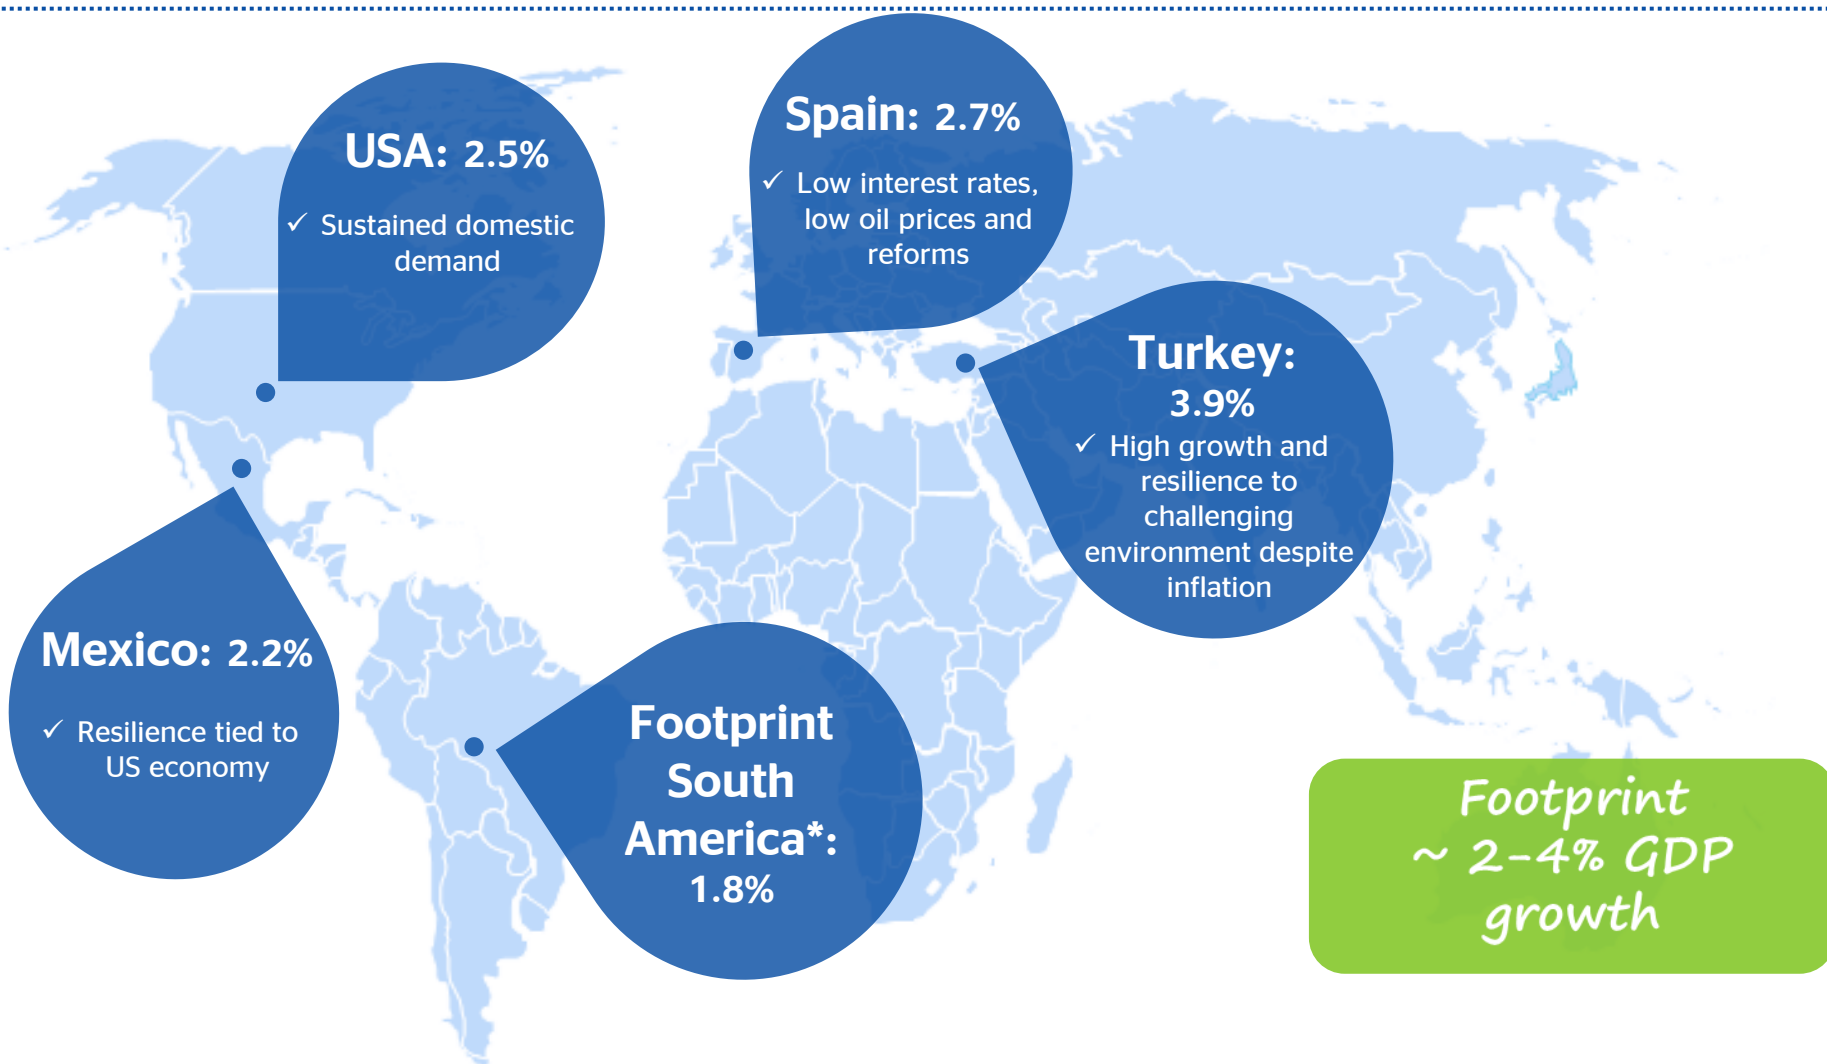 USA: 2.5%
✓ Sustained domestic
demand
Spain: 2.7%
✓ Low interest rates,
low oil prices and
reforms
Turkey:
3.9%
✓ High growth and
resilience to
challenging
environment despite
inflation
Mexico: 2.2%
✓ Resilience tied to
US economy
Footprint
South
America*:
1.8%
Footprint
~ 2-4% GDP
growth